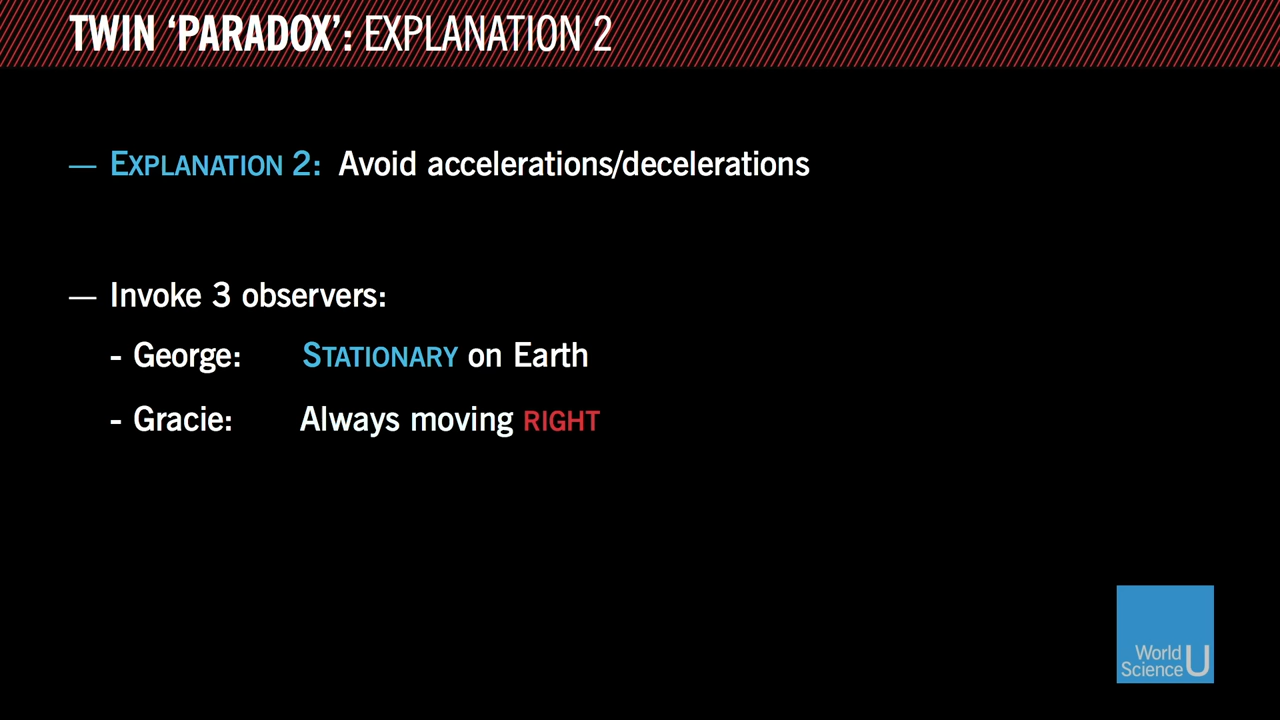 TWIN ‘PARADOX’: EXPLANATION 2
— EXPLANATION 2: Avoid accelerations/decelerations
— Invoke 3 observers:
- George: STATIONARY on Earth
- Gracie: Always moving RIGHT
World
Science U